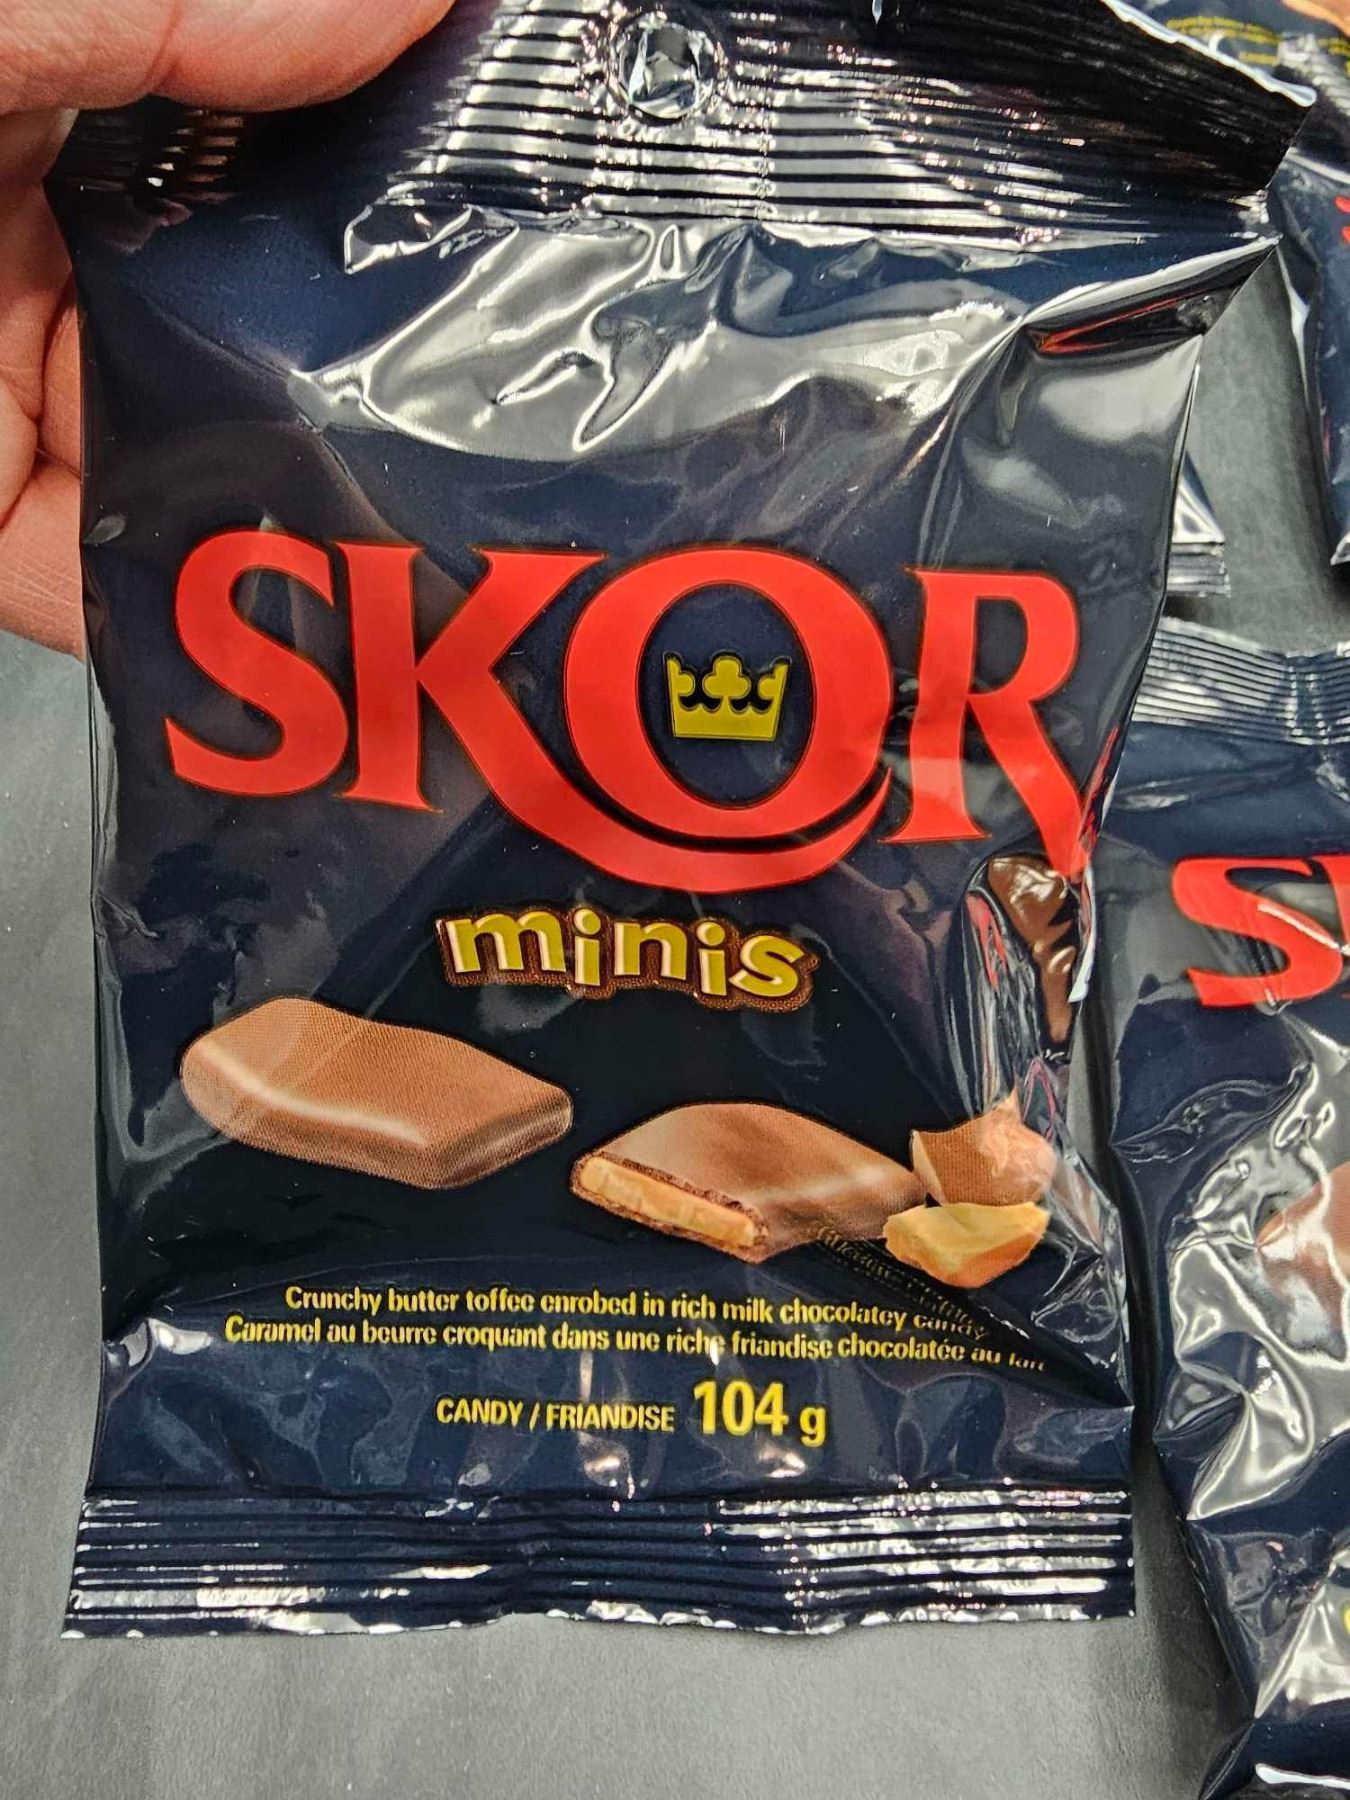 SKOR
minis
Crunchy butter toffee enrobed in rich milk chocolatey candy
Caramel au beurre croquant dans une riche friandise chocolatée au lait
CANDY / FRIANDISE 104 g